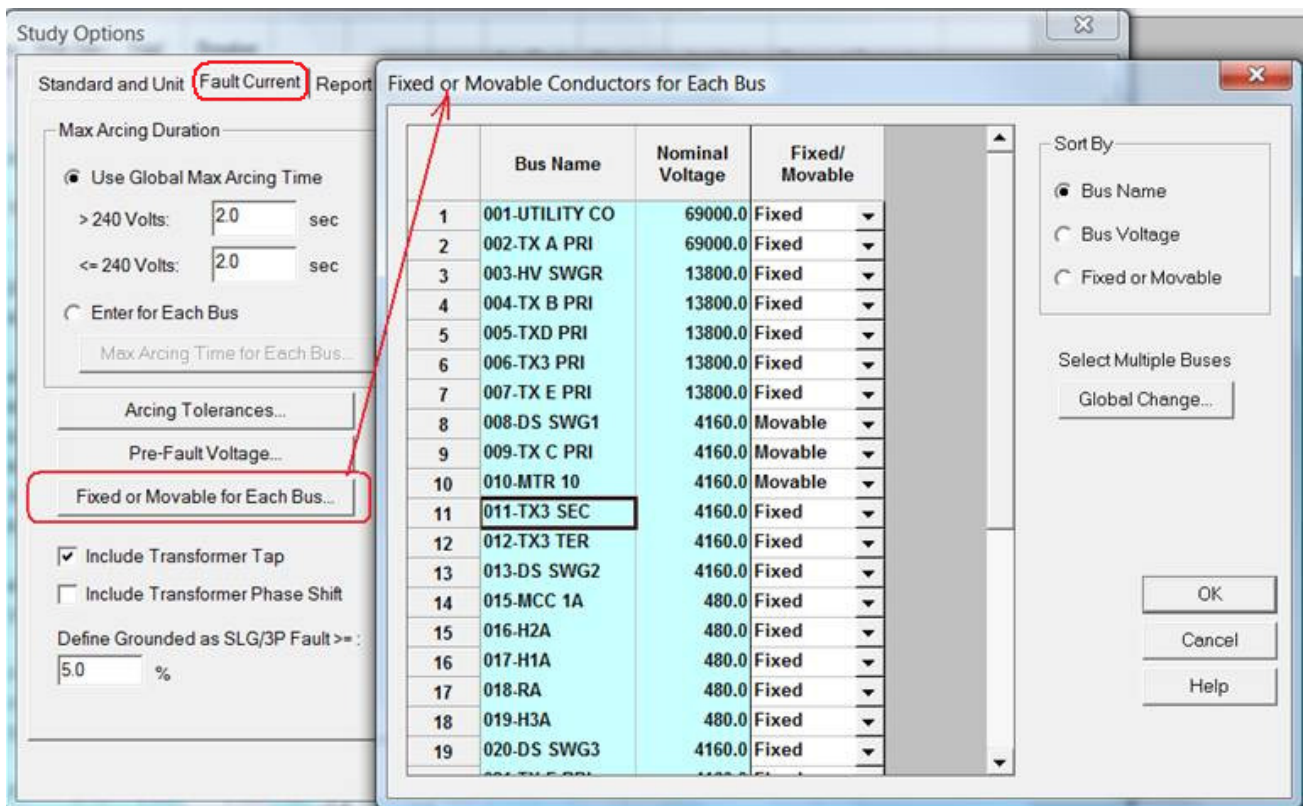 Study Options
Standard and Unit
Fault Current
Report
Max Arcing Duration
Use Global Max Arcing Time
> 240 Volts: 2.0 sec
<= 240 Volts: 2.0 sec
Enter for Each Bus
Max Arcing Time for Each Bus...
Arcing Tolerances...
Pre-Fault Voltage...
Fixed or Movable for Each Bus...
Include Transformer Tap
Include Transformer Phase Shift
Define Grounded as SLG/3P Fault >= :
5.0 %
Fixed or Movable Conductors for Each Bus
Bus Name Nominal Voltage Fixed/ Movable
1 001-UTILITY CO 69000.0 Fixed
2 002-TX A PRI 69000.0 Fixed
3 003-HV SWGR 13800.0 Fixed
4 004-TX B PRI 13800.0 Fixed
5 005-TXD PRI 13800.0 Fixed
6 006-TX3 PRI 13800.0 Fixed
7 007-TX E PRI 13800.0 Fixed
8 008-DS SWG1 4160.0 Movable
9 009-TX C PRI 4160.0 Movable
10 010-MTR 10 4160.0 Movable
11 011-TX3 SEC 4160.0 Fixed
12 012-TX3 TER 4160.0 Fixed
13 013-DS SWG2 4160.0 Fixed
14 015-MCC 1A 480.0 Fixed
15 016-H2A 480.0 Fixed
16 017-H1A 480.0 Fixed
17 018-RA 480.0 Fixed
18 019-H3A 480.0 Fixed
19 020-DS SWG3 4160.0 Fixed
Sort By
Bus Name
Bus Voltage
Fixed or Movable
Select Multiple Buses
Global Change...
OK
Cancel
Help